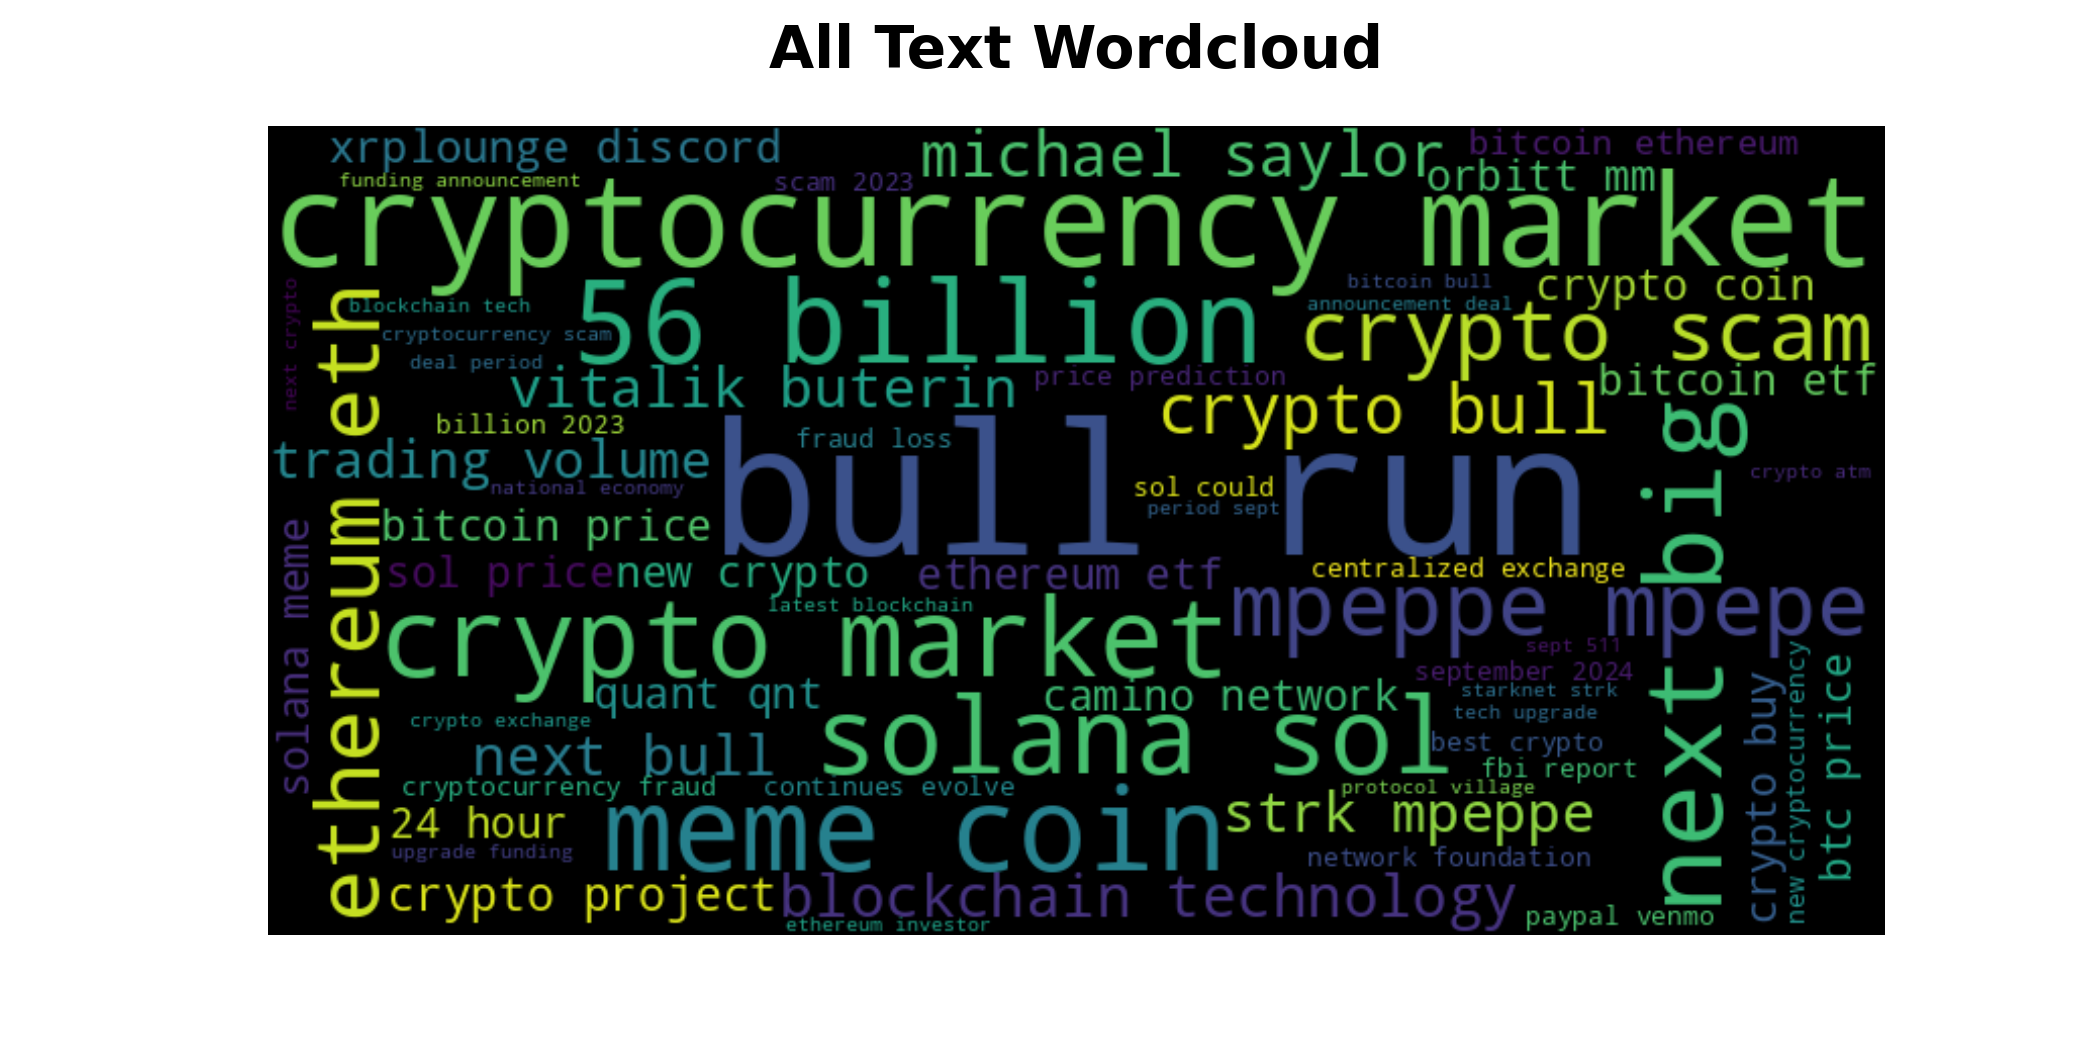 All Text Wordcloud
xrplounge discord
michael saylor
bitcoin ethereum
funding announcement
scam 2023
orbitt mm
cryptocurrency market
next crypto
ethereum eth
blockchain tech
56 billion
bitcoin bull
crypto coin
announcement deal
cryptocurrency scam
crypto scam
deal period
vitalik buterin
price prediction
bitcoin etf
billion 2023
crypto bull
fraud loss
trading volume
bull run
next big
crypto atm
national economy
sol could
period sept
bitcoin price
solana meme
sol price
new crypto
ethereum etf
centralized exchange
latest blockchain
mpeppe mpepe
crypto market
sept 511
september 2024
quant qnt
camino network
starknet strk
crypto exchange
solana sol
tech upgrade
next bull
best crypto
fbi report
crypto buy
new cryptocurrency
btc price
cryptocurrency fraud
continues evolve
protocol village
24 hour
meme coin
strk mpeppe
upgrade funding
network foundation
crypto project
blockchain technology
paypal venmo
ethereum investor